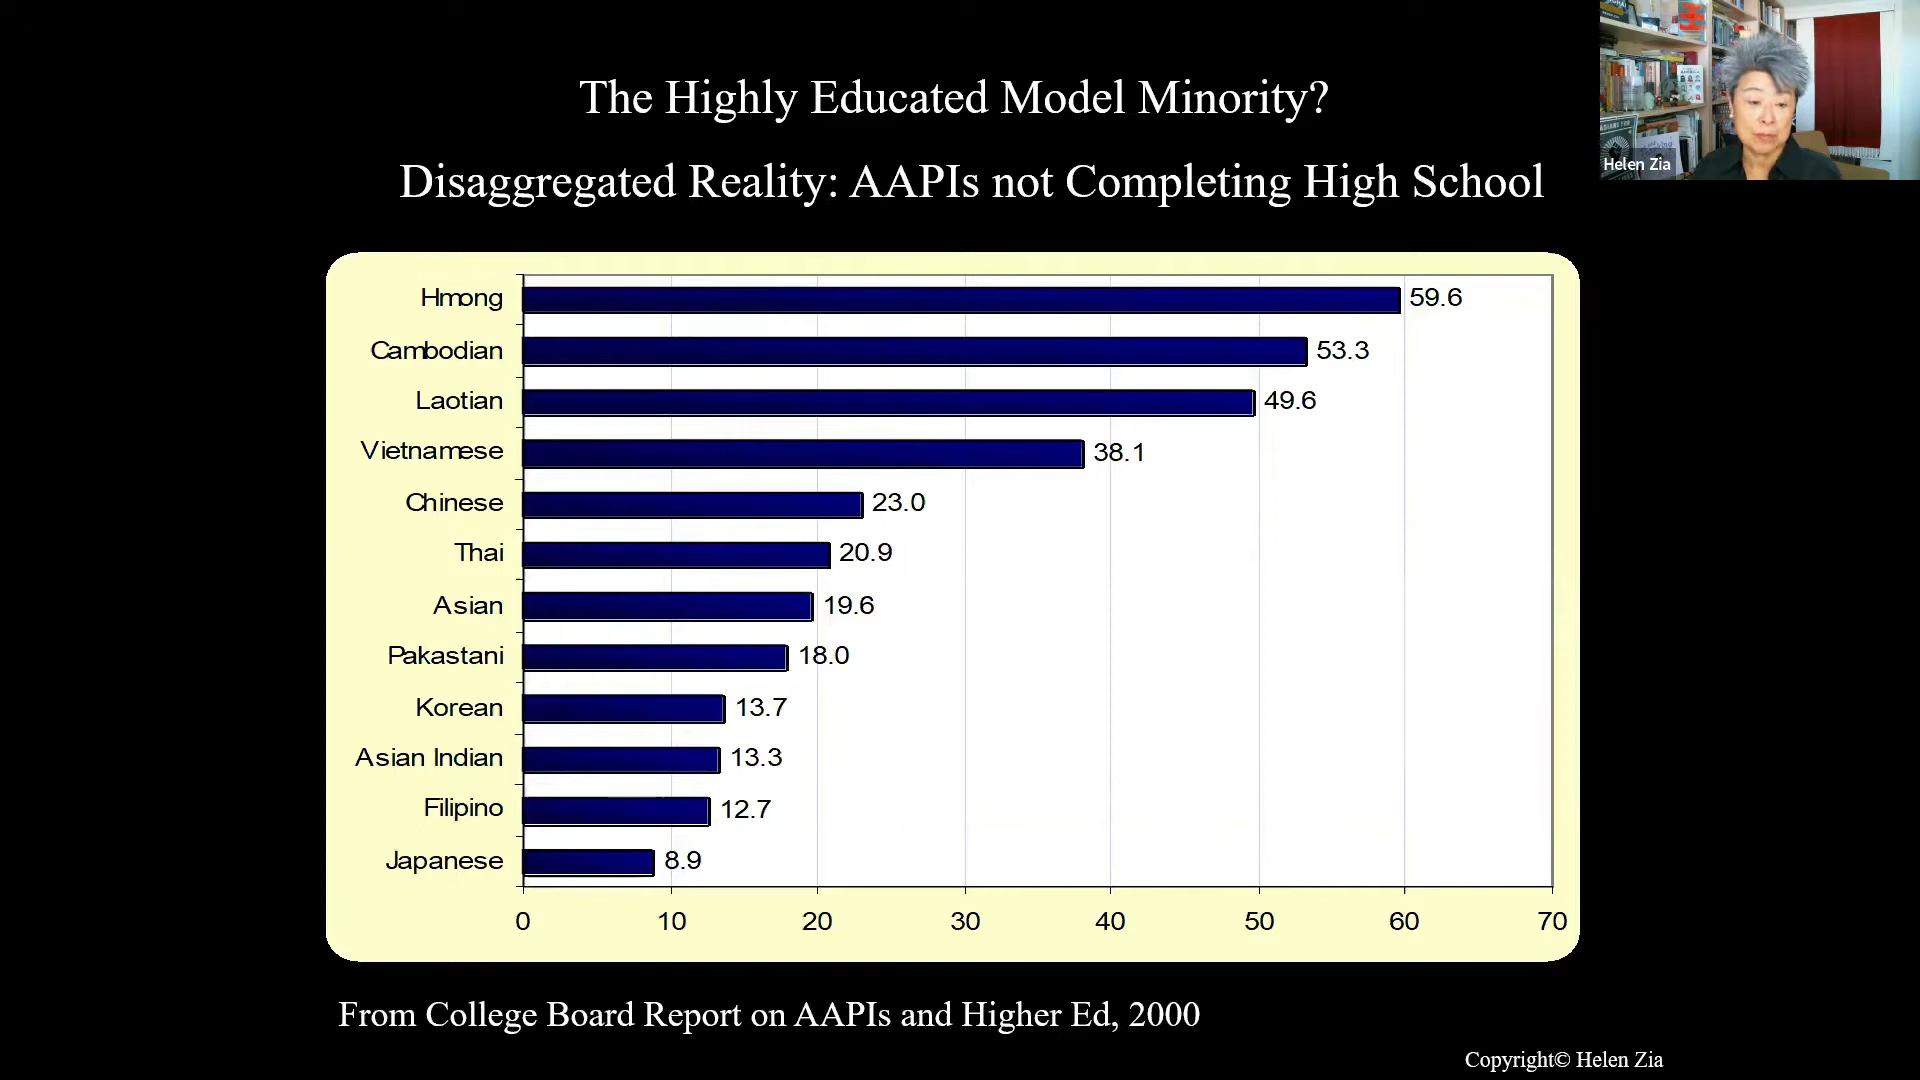 The Highly Educated Model Minority?
Disaggregated Reality: AAPIs not Completing High School
Helen Zia
Hmong 59.6
Cambodian 53.3
Laotian 49.6
Vietnamese 38.1
Chinese 23.0
Thai 20.9
Asian 19.6
Pakastani 18.0
Korean 13.7
Asian Indian 13.3
Filipino 12.7
Japanese 8.9
0 10 20 30 40 50 60 70
From College Board Report on AAPIs and Higher Ed, 2000
Copyright© Helen Zia